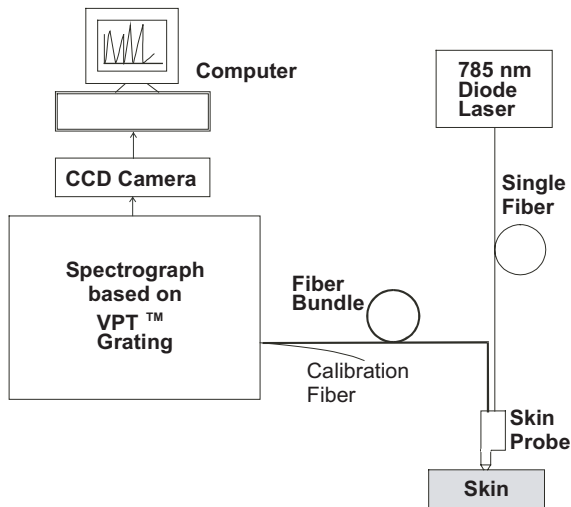 Computer
785 nm
Diode
Laser
CCD Camera
Single
Fiber
Spectrograph
based on
VPT ™
Grating
Fiber
Bundle
Calibration
Fiber
Skin
Probe
Skin